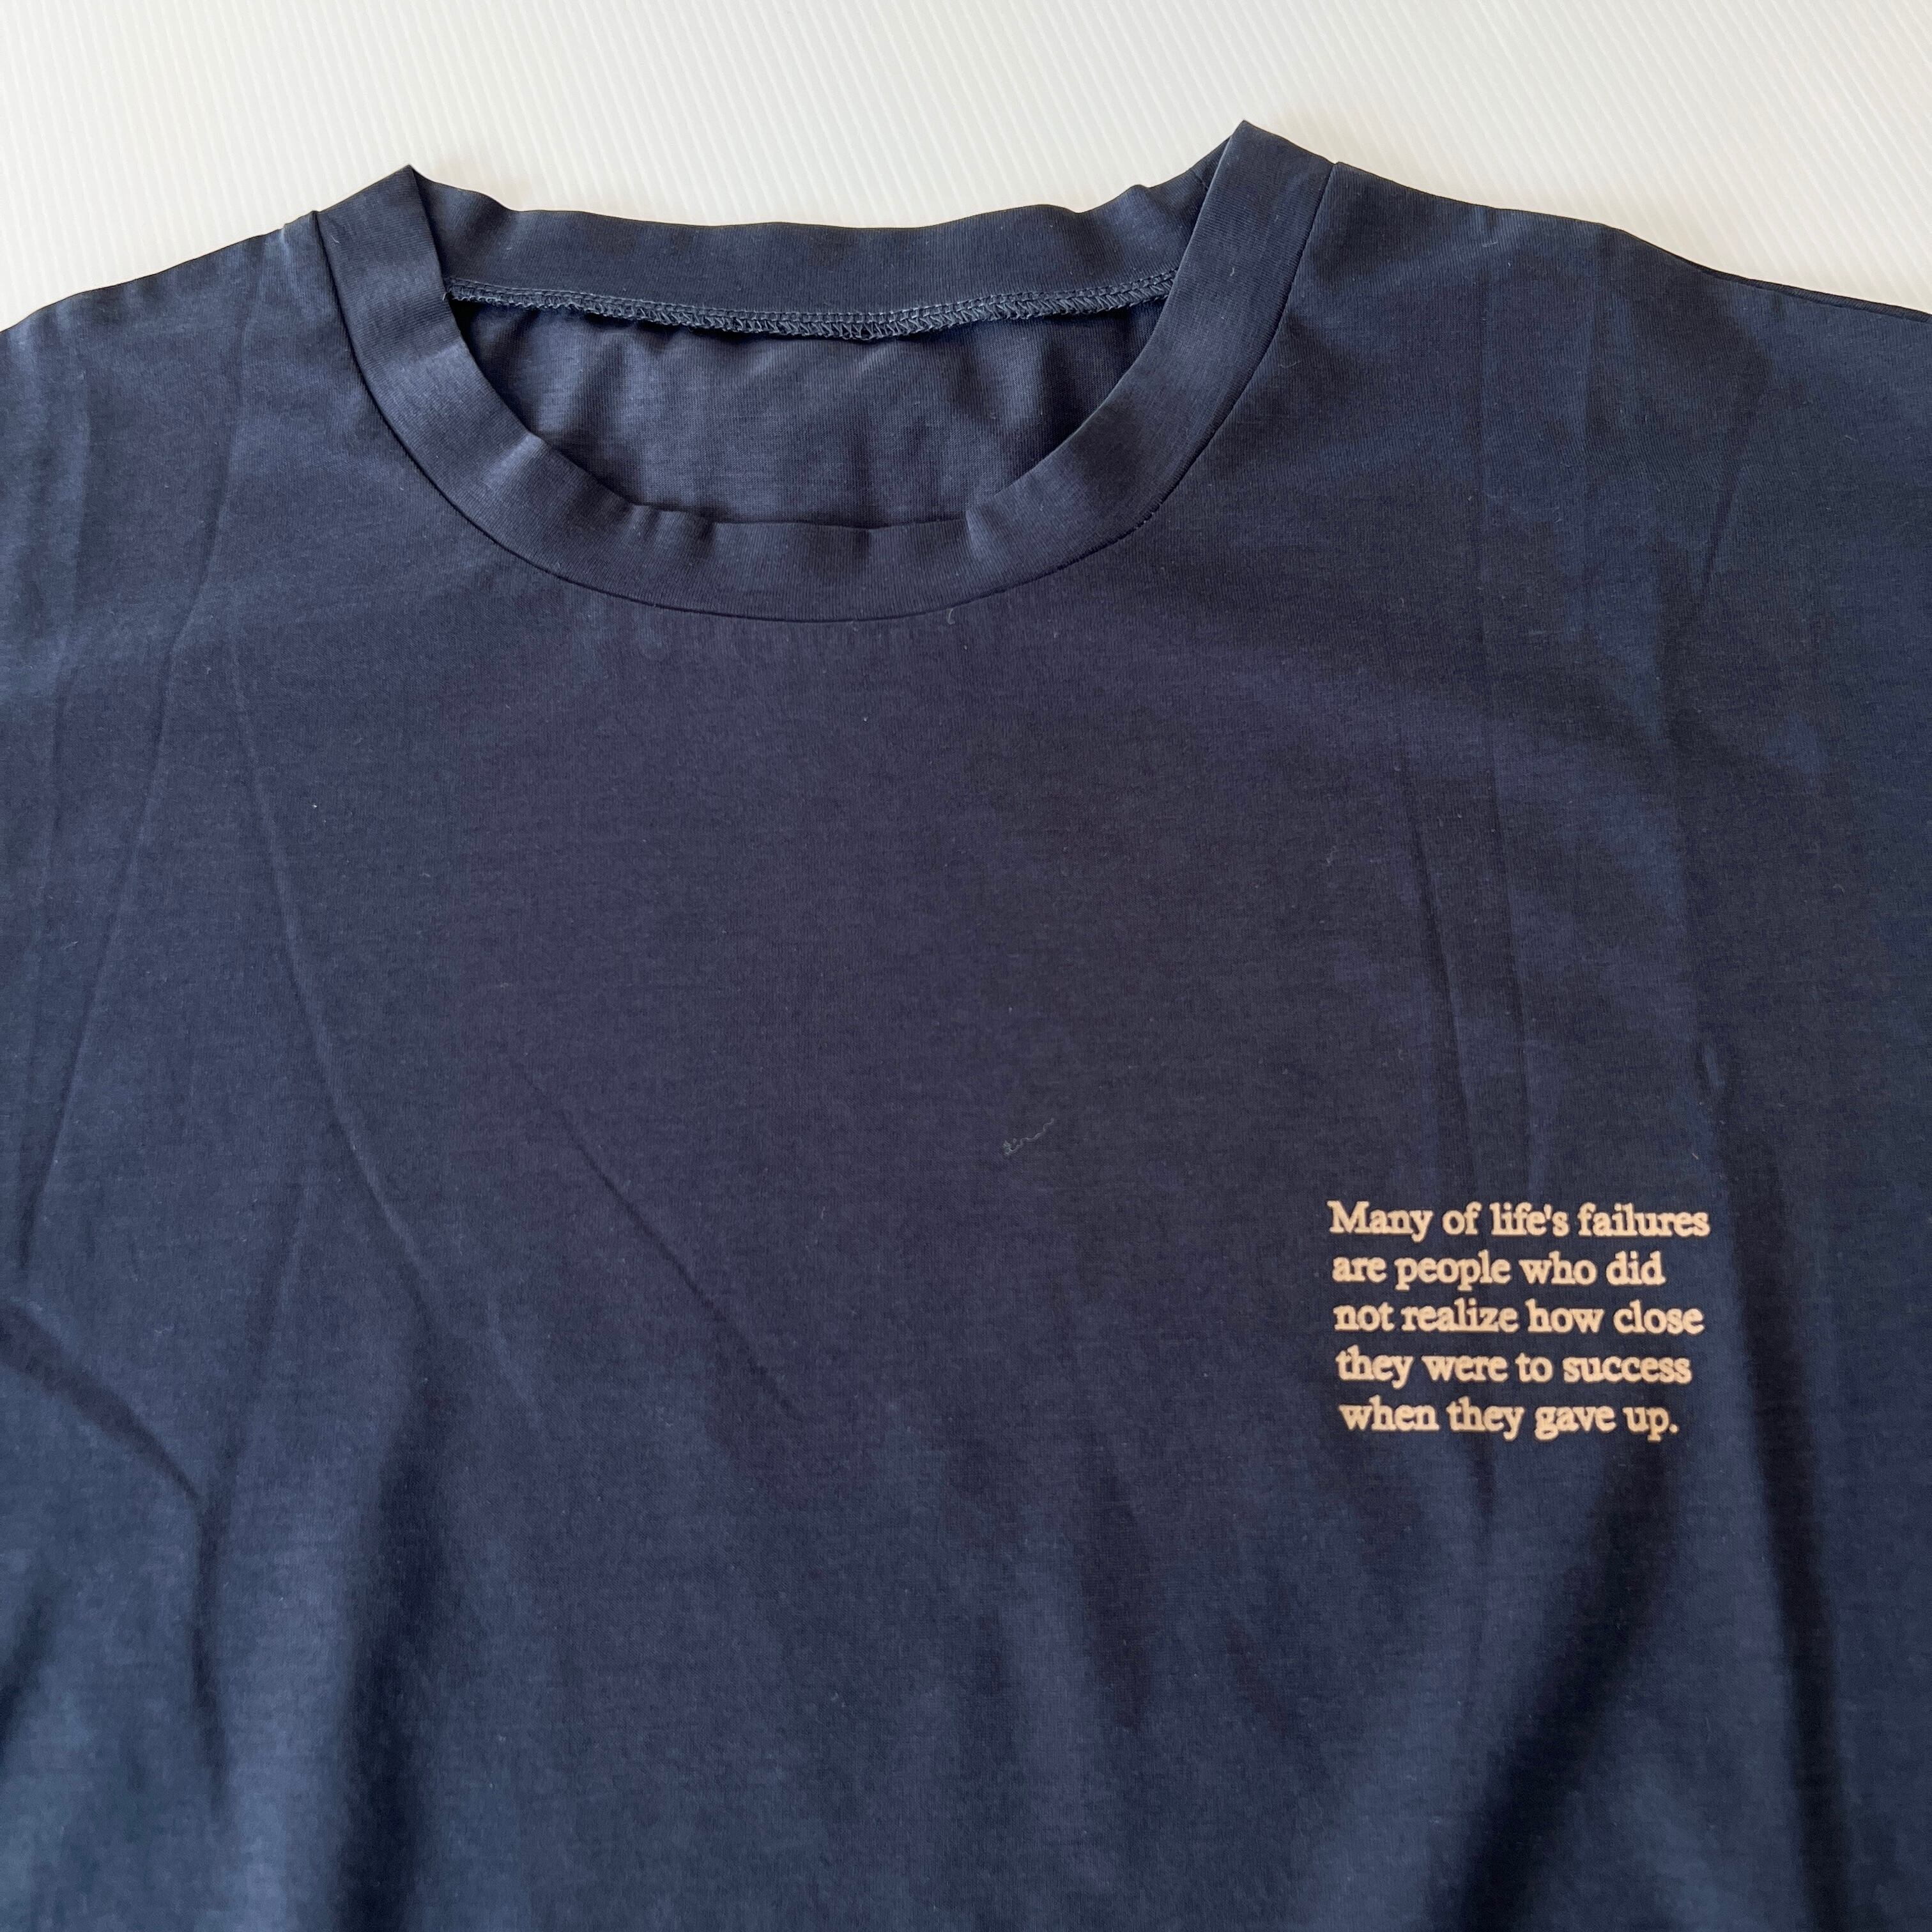 Many of life's failures
are people who did
not realize how close
they were to success
when they gave up.